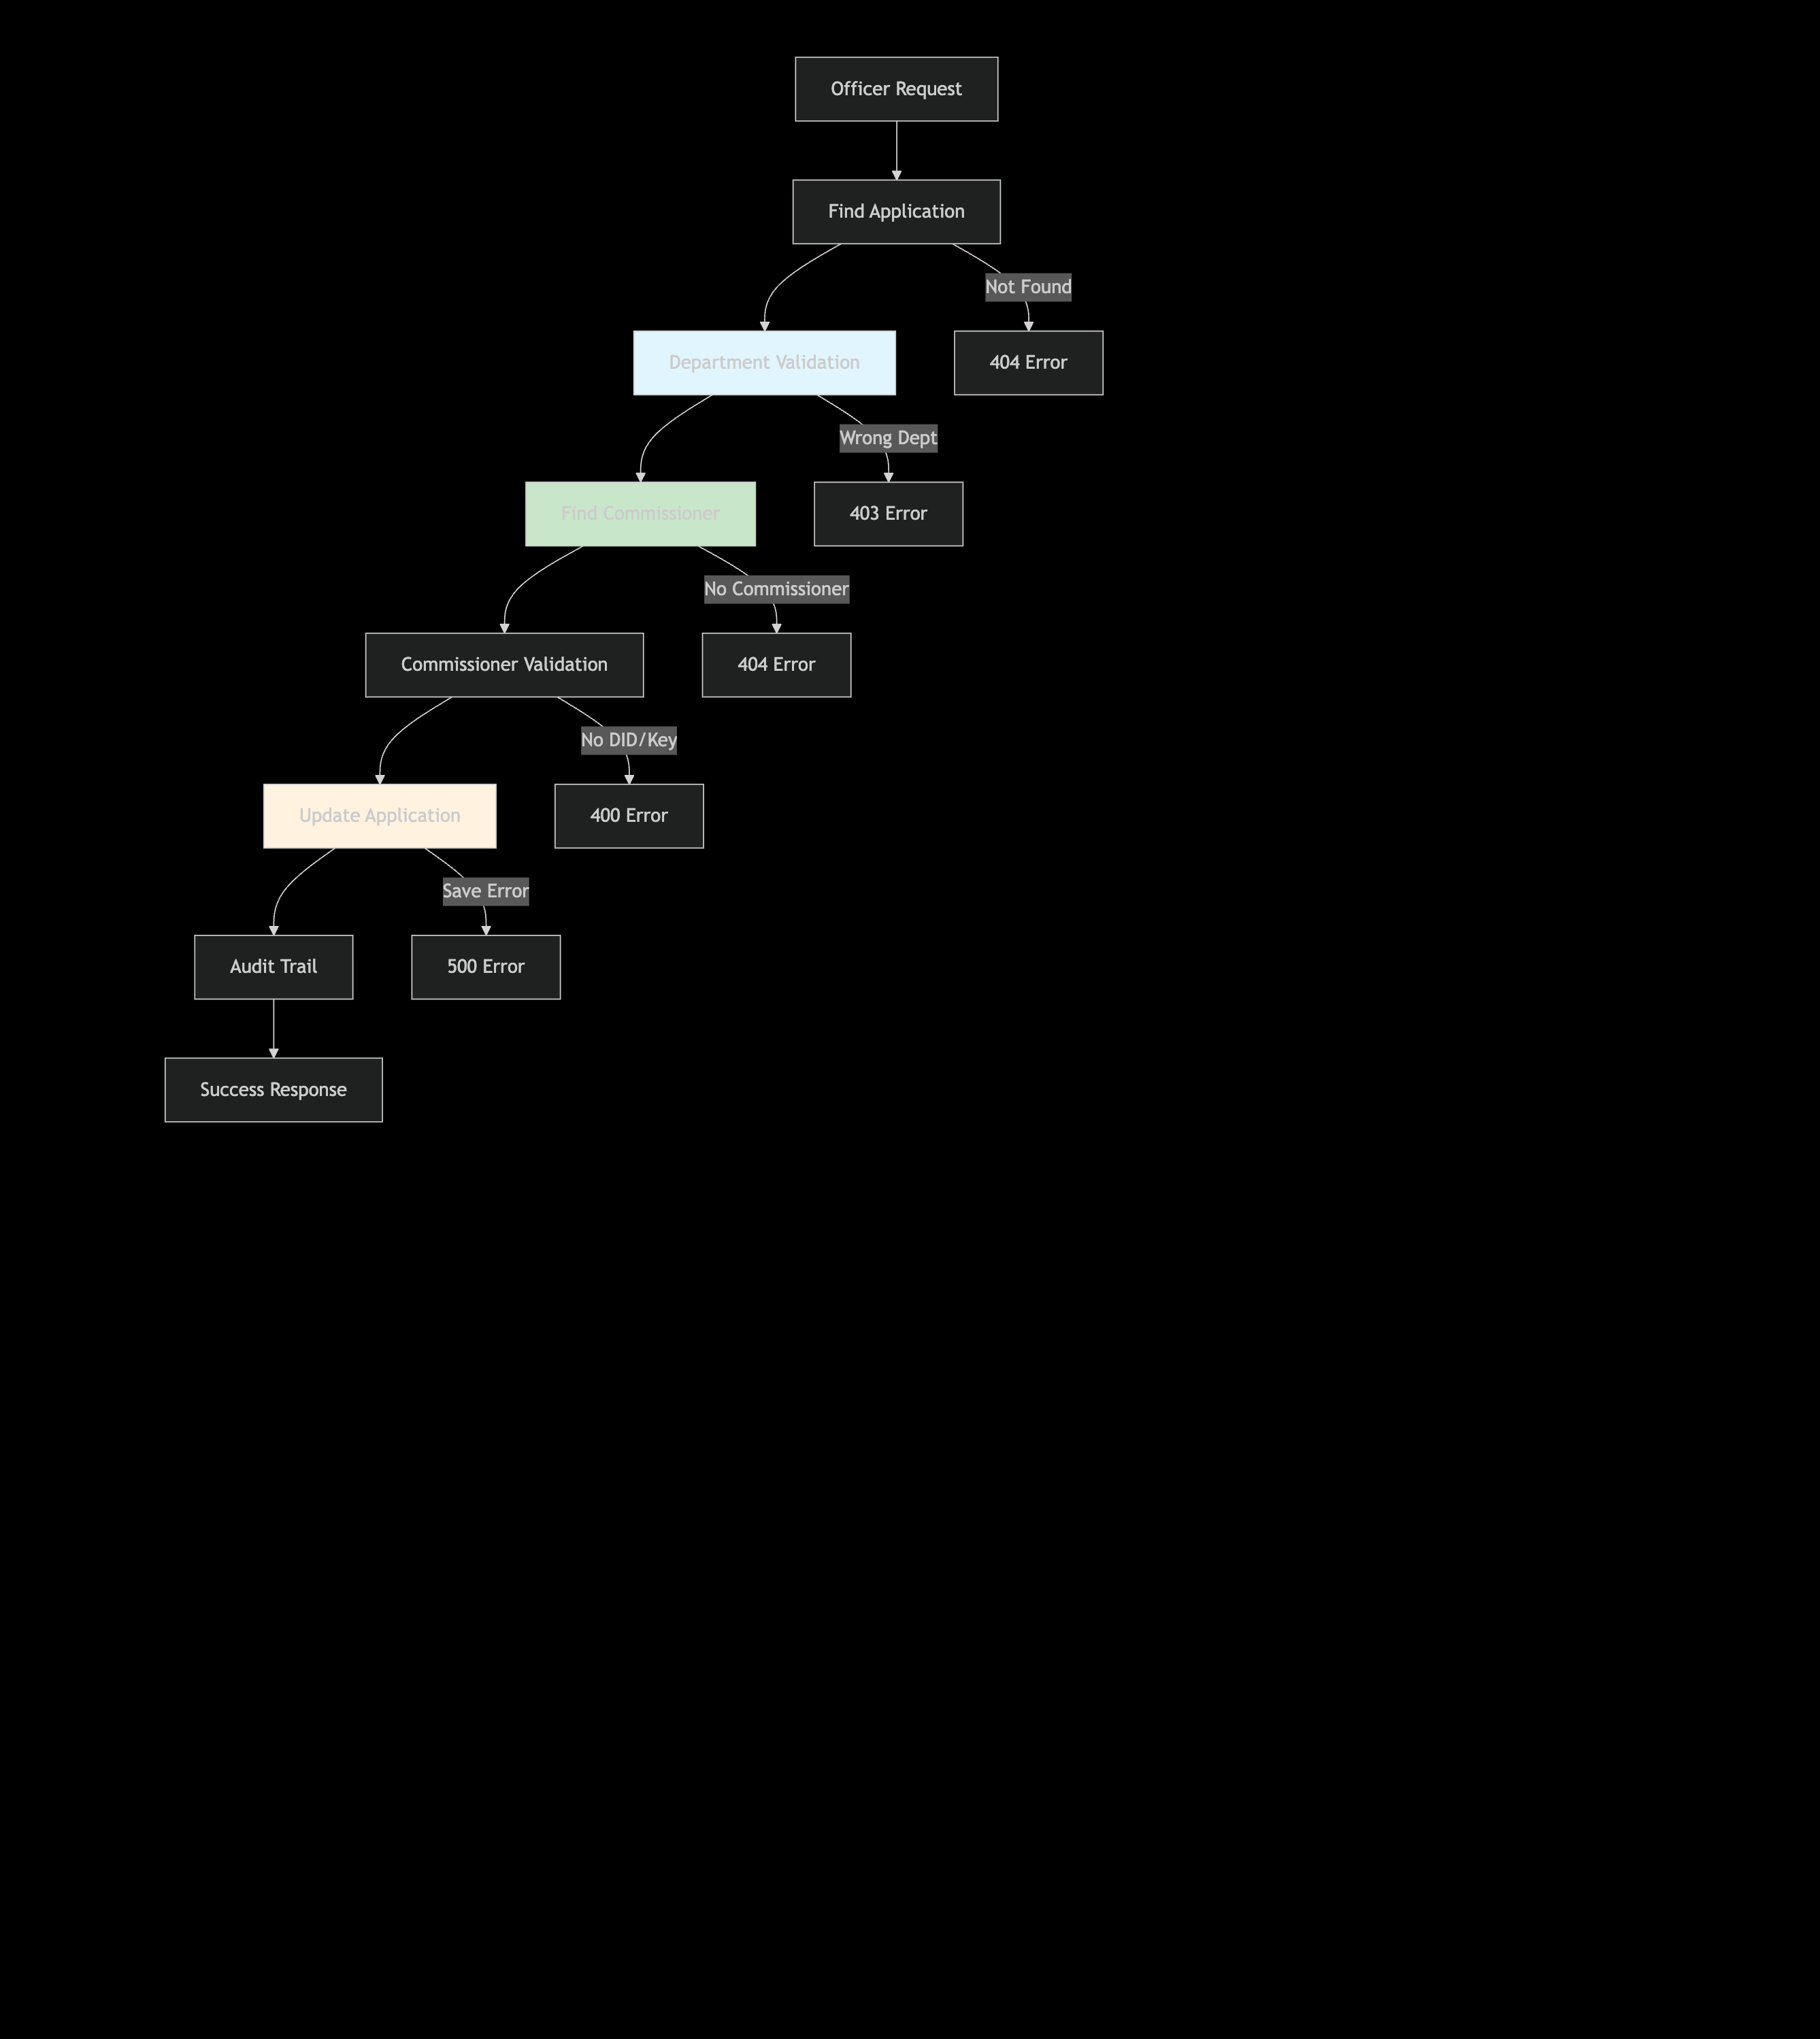 Officer Request
Find Application
Not Found
Department Validation
404 Error
Wrong Dept
Find Commissioner
403 Error
No Commissioner
Commissioner Validation
404 Error
No DID/Key
Update Application
400 Error
Save Error
Audit Trail
500 Error
Success Response